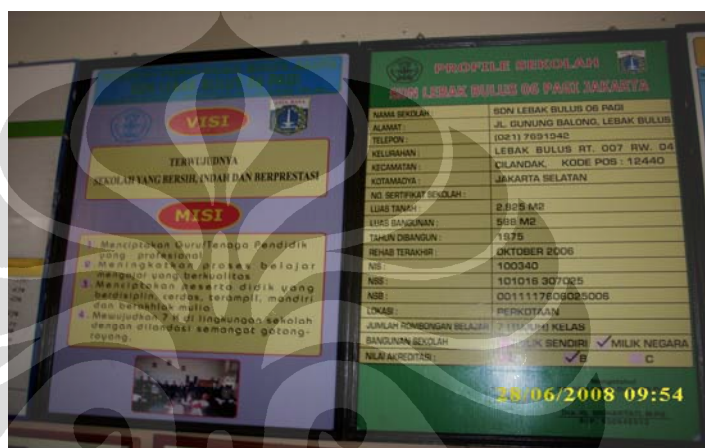 VISI
TERWUJUDNYA
SEKOLAH YANG BERSIH, INDAH DAN BERPRESTASI
MISI
1. Menciptakan Guru/Tenaga Pendidik
yang profesional
2. Meningkatkan proses belajar
mengajar yang berkualitas
3. Menciptakan peserta didik yang
berdisiplin, cerdas, terampil, mandiri
dan berakhlak mulia
4. Mewujudkan 7 K di lingkungan sekolah
dengan dilandasi semangat gotong-
royong.
PROFILE SEKOLAH
SDN LEBAK BULUS 06 PAGI JAKARTA
NAMA SEKOLAH : SDN LEBAK BULUS 06 PAGI
ALAMAT : JL. GUNUNG BALONG, LEBAK BULUS
TELEPON : (021) 7691942
KELURAHAN : LEBAK BULUS RT. 007 RW. 04
KECAMATAN : CILANDAK, KODE POS : 12440
KOTAMADYA : JAKARTA SELATAN
NO. SERTIFIKAT SEKOLAH :
LUAS TANAH : 2.825 M2
LUAS BANGUNAN : 588 M2
TAHUN DIBANGUN : 1975
REHAB TERAKHIR : OKTOBER 2006
NIS : 100340
NSS : 101016 307025
NSB : 0011117606025006
LOKASI : PERKOTAAN
JUMLAH ROMBONGAN BELAJAR 7 (TUJUH) KELAS
BANGUNAN SEKOLAH MILIK SENDIRI ✓ MILIK NEGARA
NILAI AKREDITASI : ✓ B C
28/06/2008 09:54